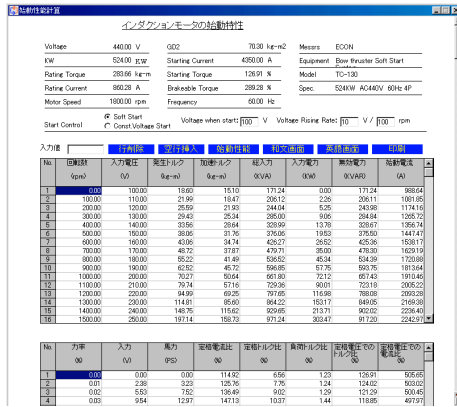 始動性能計算
インダクションモータの始動特性
Voltage 440.00 V GD2 70.30 kg-m2 Messrs ECON
KW 524.00 KW Starting Current 4350.00 A Equipment Bow thruster Soft Start
Rating Torque 283.66 kg-m Starting Torque 126.91 % Model TC-130
Rating Current 860.28 A Brakeable Torque 289.28 % Spec. 524KW AC440V 60Hz 4P
Motor Speed 1800.00 rpm Frequency 60.00 Hz
Start Control Soft Start Const.Voltage Start Voltage when start: 100 V Voltage Rising Rate: 10 V / 100 rpm
入力値 行削除 空行挿入 始動性能 和文画面 英語画面 印刷
No. 回転数 入力電圧 発生トルク 加速トルク 総入力 入力電力 無効電力 始動電流
(rpm) (V) (kg-m) (kg-m) (KVA) (KW) (KVAR) (A)
1 0.00 100.00 18.60 15.10 171.24 0.00 171.24 988.64
2 100.00 110.00 21.99 18.47 206.12 2.26 206.11 1081.85
3 200.00 120.00 25.59 21.93 244.04 5.25 243.98 1174.16
4 300.00 130.00 29.43 25.34 285.00 9.06 284.84 1265.72
5 400.00 140.00 33.56 28.64 328.99 13.78 328.67 1356.74
6 500.00 150.00 38.06 31.76 376.06 19.53 375.50 1447.47
7 600.00 160.00 43.06 34.74 426.27 26.52 425.36 1538.17
8 700.00 170.00 48.72 37.87 479.71 35.00 478.30 1629.19
9 800.00 180.00 55.22 41.49 536.52 45.34 534.39 1720.88
10 900.00 190.00 62.52 45.72 596.85 57.75 593.75 1813.64
11 1000.00 200.00 70.27 50.64 661.80 72.12 657.43 1910.46
12 1100.00 210.00 79.74 57.16 729.36 90.01 723.18 2005.22
13 1200.00 220.00 94.99 69.25 797.65 116.98 788.08 2093.28
14 1300.00 230.00 114.81 85.60 864.22 153.17 849.05 2169.38
15 1400.00 240.00 148.75 115.62 929.65 213.71 902.02 2236.40
16 1500.00 250.00 197.14 158.73 971.24 303.47 917.20 2242.97
No. 力率 入力 馬力 定格電流比 定格トルク比 負荷トルク比 定格電圧でのトルク比 定格電圧での電流比
(%) (V) (PS) (%) (%) (%) (%) (%)
1 0.00 0.00 0.00 114.92 6.56 1.23 126.91 505.65
2 0.01 2.38 3.23 125.76 7.75 1.24 124.02 503.02
3 0.02 5.53 7.52 136.49 9.02 1.29 121.29 500.45
4 0.03 9.54 12.97 147.13 10.37 1.44 118.85 497.97